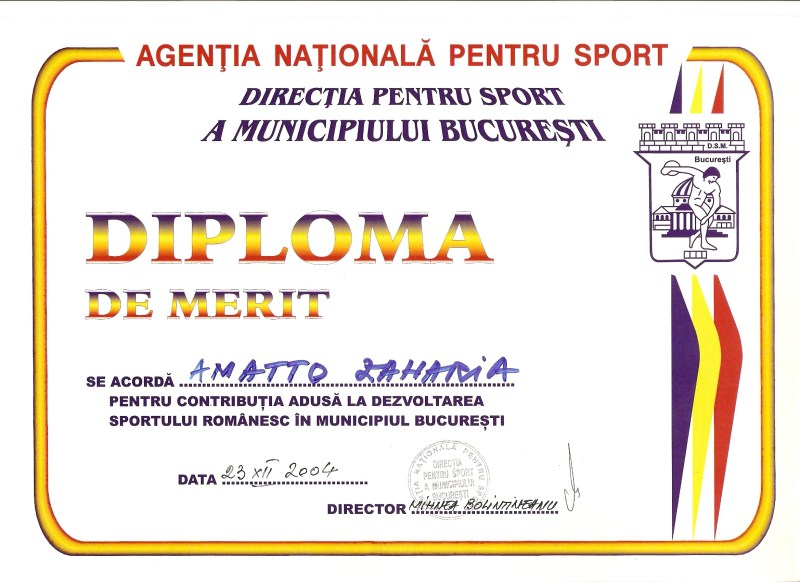 AGENŢIA NAŢIONALĂ PENTRU SPORT
DIRECŢIA PENTRU SPORT
A MUNICIPIULUI BUCUREŞTI
D.S.M.
Bucureşti
DIPLOMA
DE MERIT
SE ACORDĂ AMATTO ZAHARIA
PENTRU CONTRIBUŢIA ADUSĂ LA DEZVOLTAREA
SPORTULUI ROMÂNESC ÎN MUNICIPIUL BUCUREŞTI
DATA 23 XII 2004
DIRECŢIA
PENTRU SPORT
A MUNICIPIULUI
BUCUREŞTI
DIRECTOR MIHNEA BOLINTINEANU